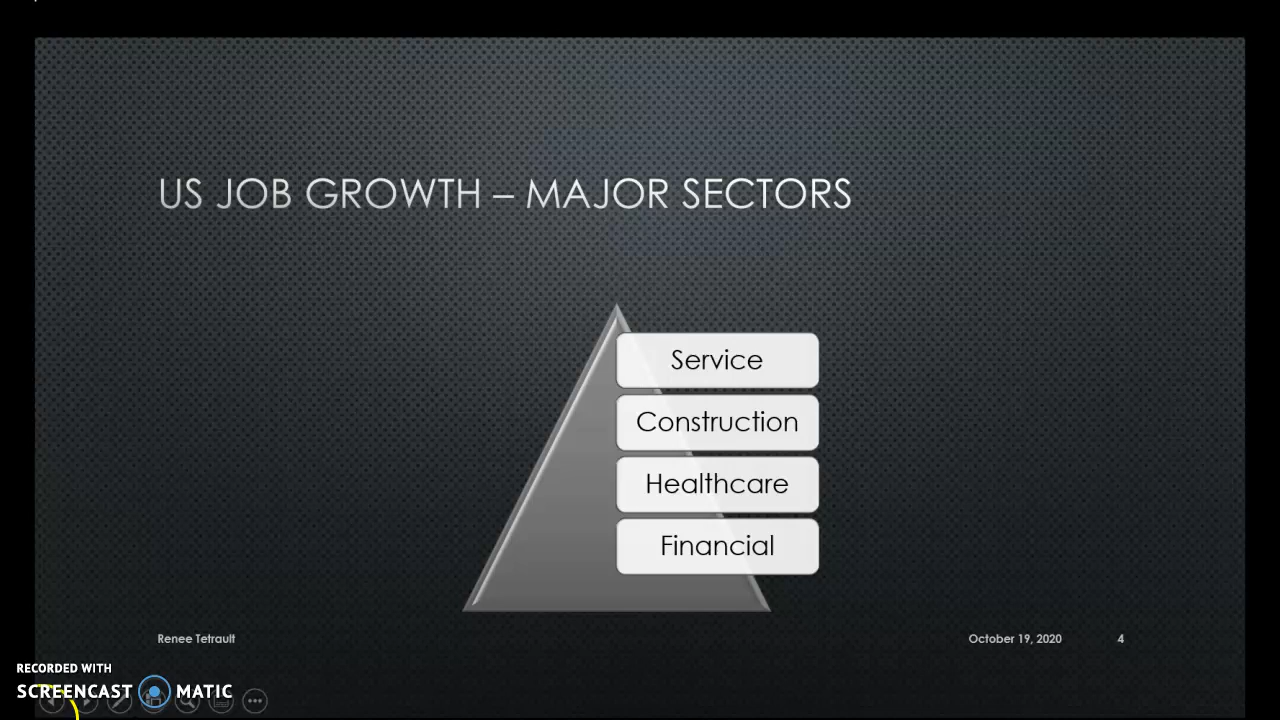 US JOB GROWTH – MAJOR SECTORS
Service
Construction
Healthcare
Financial
Renee Tetrault
October 19, 2020
4
RECORDED WITH
SCREENCAST MATIC